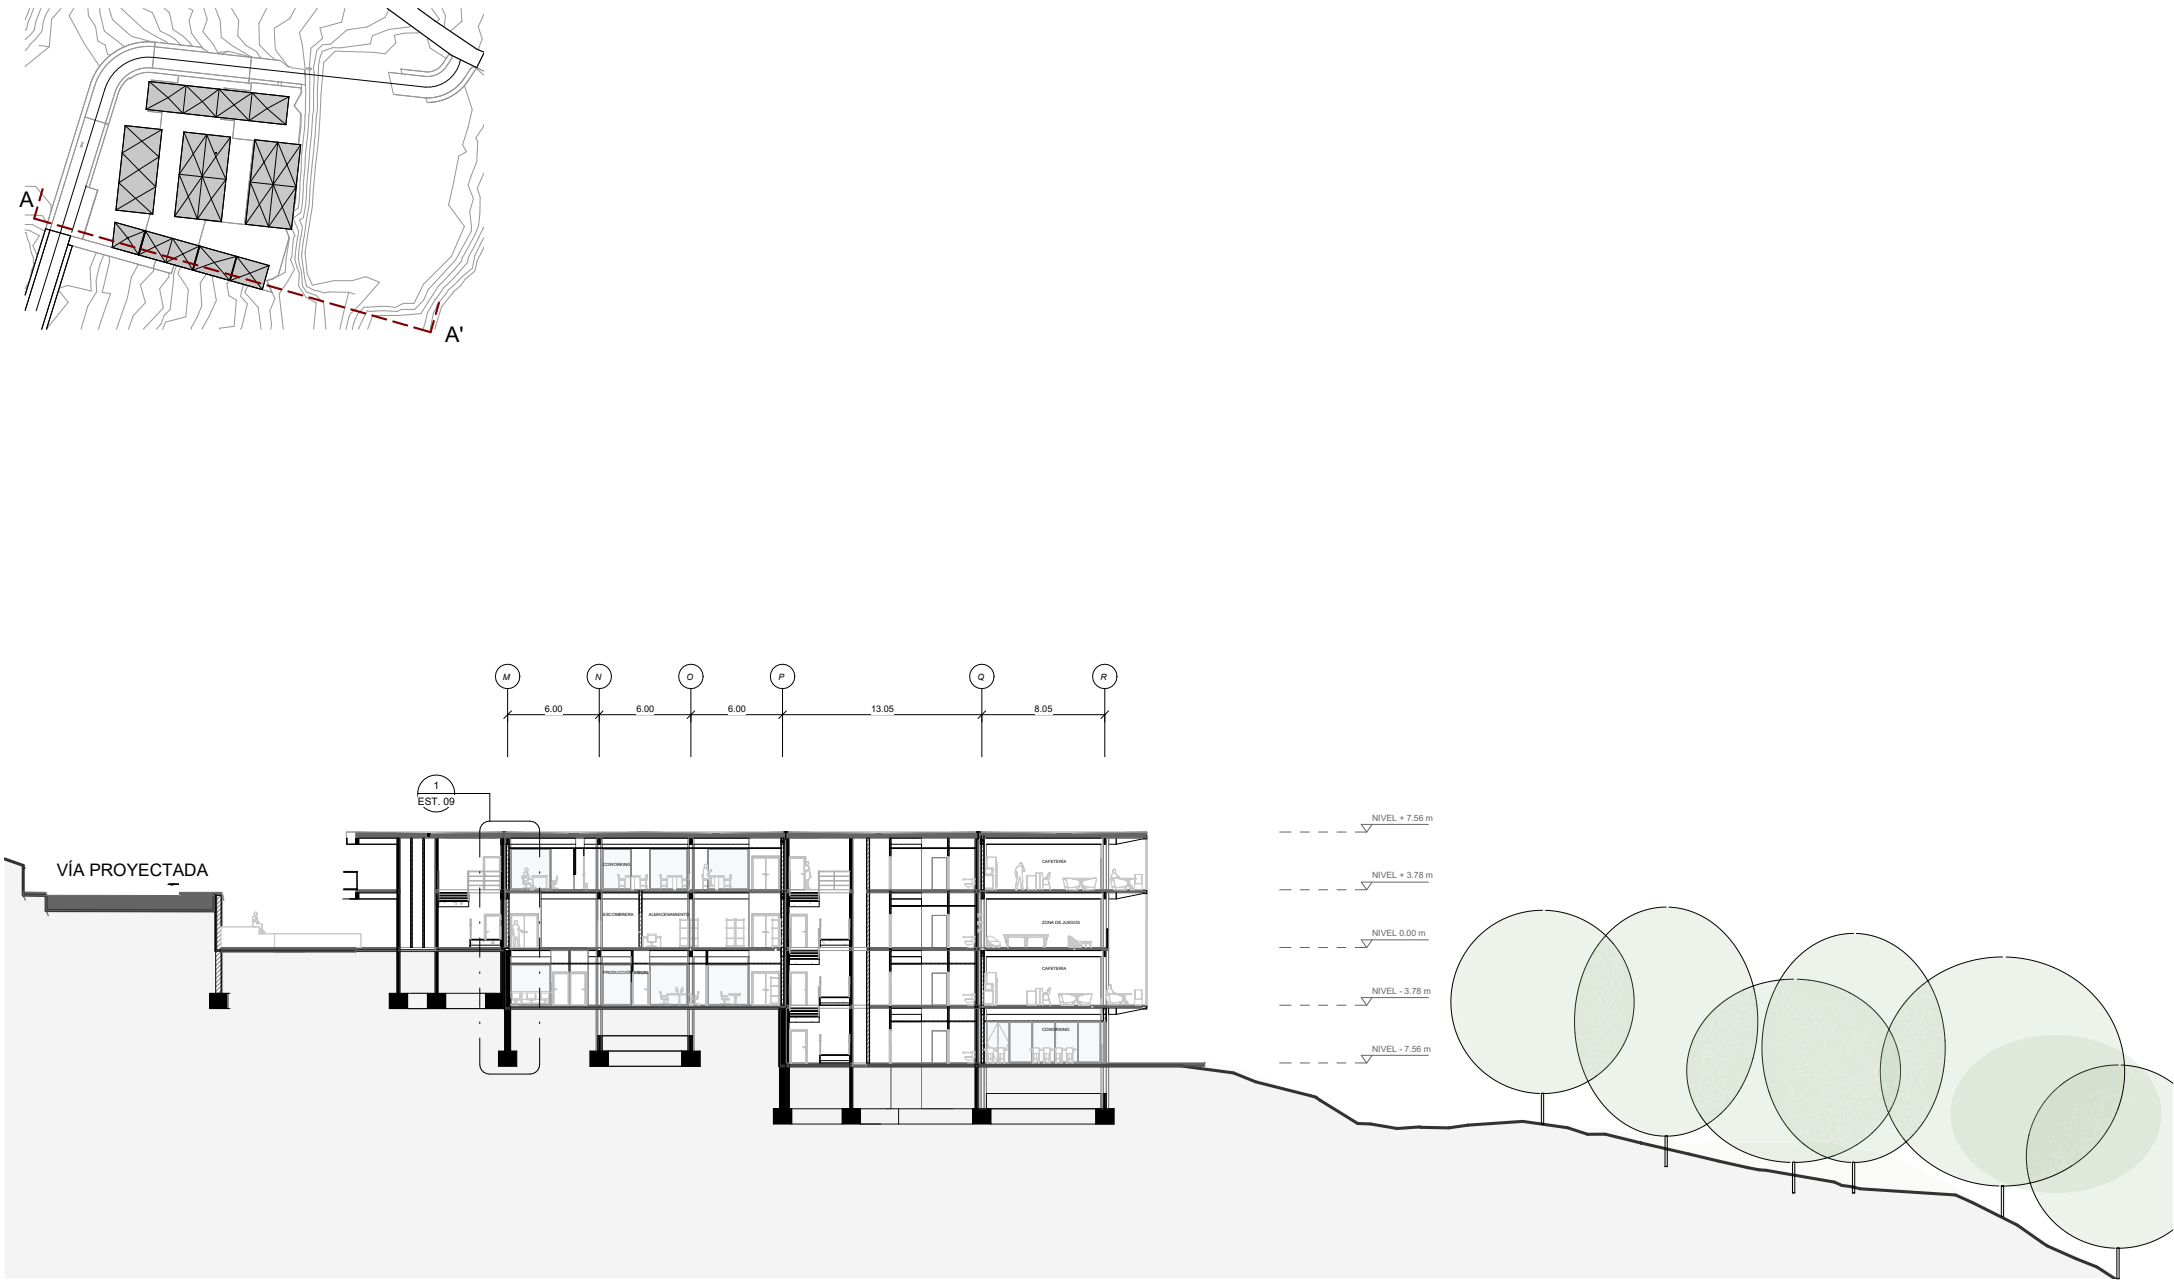 A
A'
M
N
O
P
Q
R
6.00
6.00
6.00
13.05
8.05
1
EST. 09
VÍA PROYECTADA
COWORKING
CAFETERÍA
ESCOMBRERA
ALMACENAMIENTO
ZONA DE JUEGOS
PRODUCCIÓN VISUAL
CAFETERÍA
COWORKING
NIVEL + 7.56 m
NIVEL + 3.78 m
NIVEL 0.00 m
NIVEL - 3.78 m
NIVEL - 7.56 m